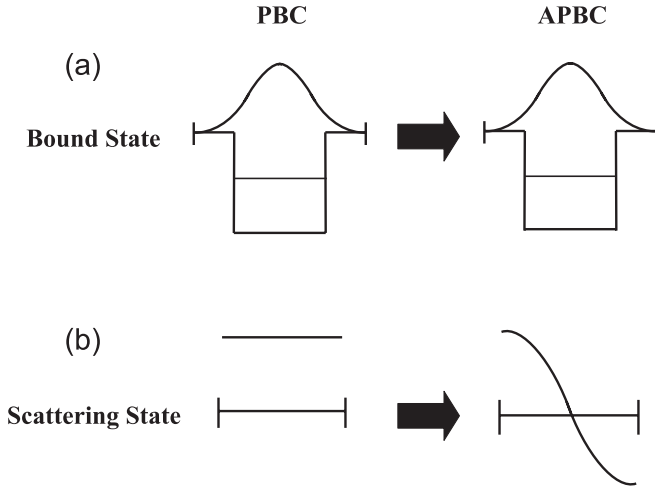 PBC APBC
(a)
Bound State
(b)
Scattering State